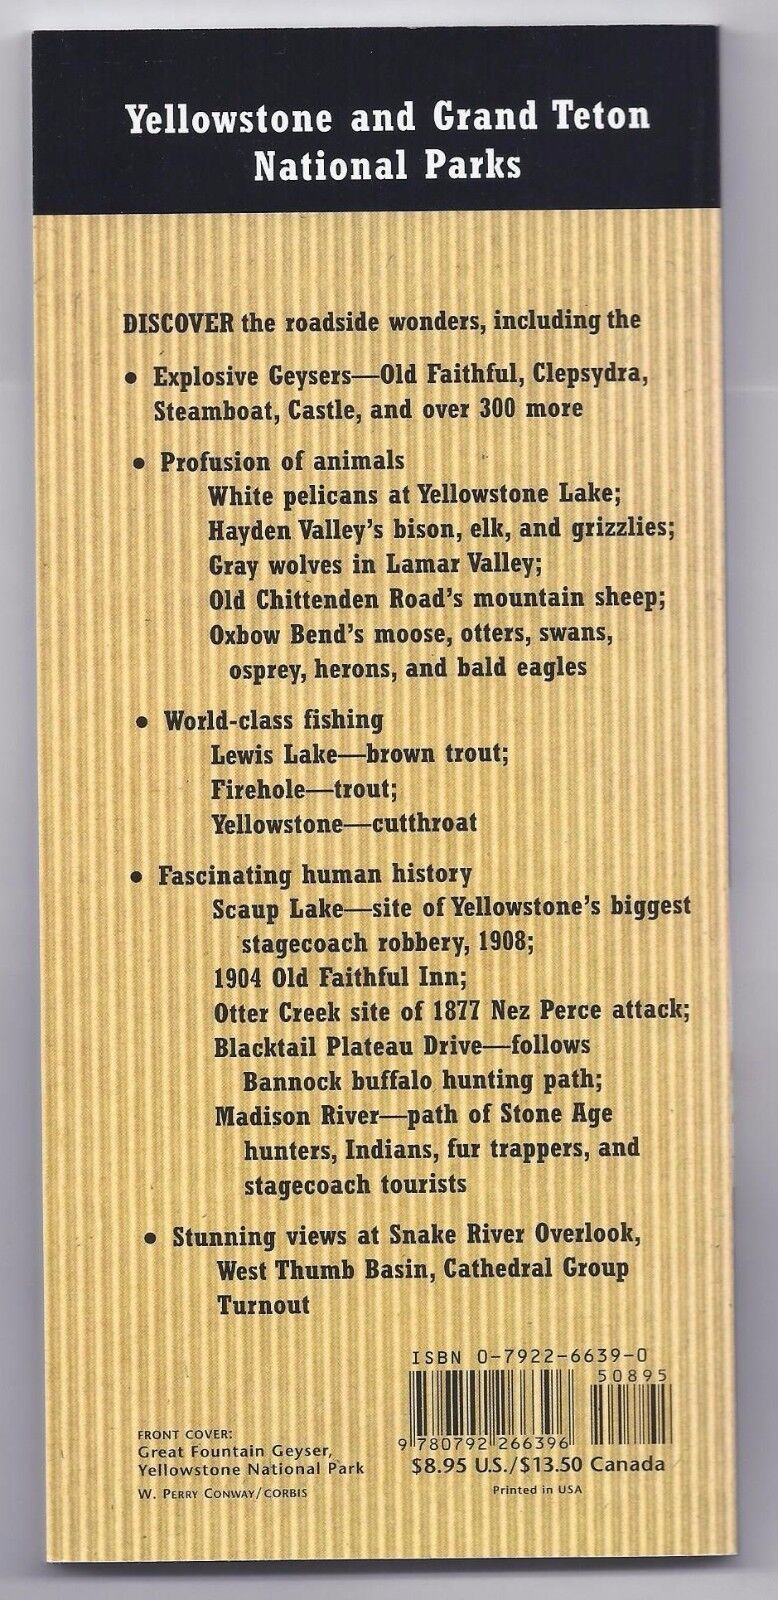 Yellowstone and Grand Teton
National Parks
DISCOVER the roadside wonders, including the
• Explosive Geysers—Old Faithful, Clepsydra,
Steamboat, Castle, and over 300 more
• Profusion of animals
White pelicans at Yellowstone Lake;
Hayden Valley's bison, elk, and grizzlies;
Gray wolves in Lamar Valley;
Old Chittenden Road's mountain sheep;
Oxbow Bend's moose, otters, swans,
osprey, herons, and bald eagles
• World-class fishing
Lewis Lake—brown trout;
Firehole—trout;
Yellowstone—cutthroat
• Fascinating human history
Scaup Lake—site of Yellowstone's biggest
stagecoach robbery, 1908;
1904 Old Faithful Inn;
Otter Creek site of 1877 Nez Perce attack;
Blacktail Plateau Drive—follows
Bannock buffalo hunting path;
Madison River—path of Stone Age
hunters, Indians, fur trappers, and
stagecoach tourists
• Stunning views at Snake River Overlook,
West Thumb Basin, Cathedral Group
Turnout
ISBN 0-7922-6639-0
50895
9 780792 266396
$8.95 U.S./$13.50 Canada
Printed in USA
FRONT COVER:
Great Fountain Geyser,
Yellowstone National Park
W. PERRY CONWAY/CORBIS